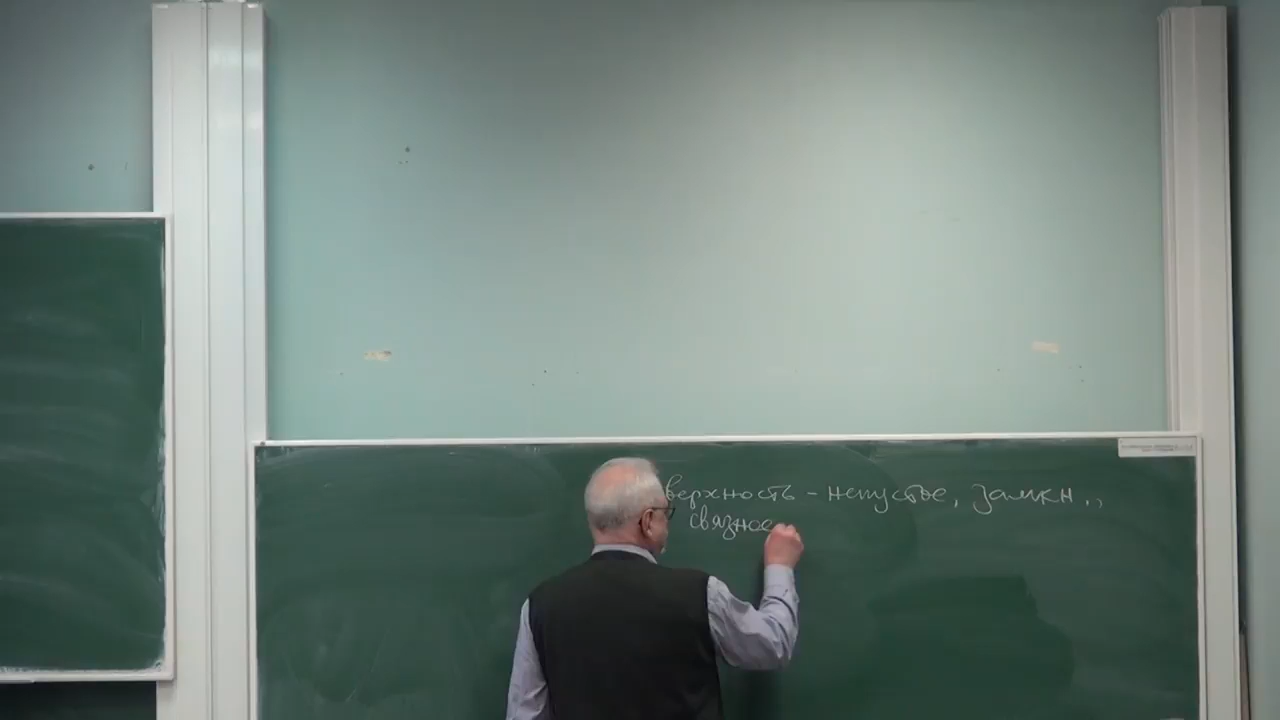 верхность - непустое, замкн.,
связное